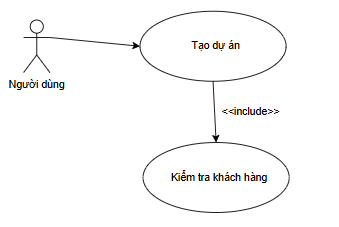 Tạo dự án
Người dùng
<<include>>
Kiểm tra khách hàng